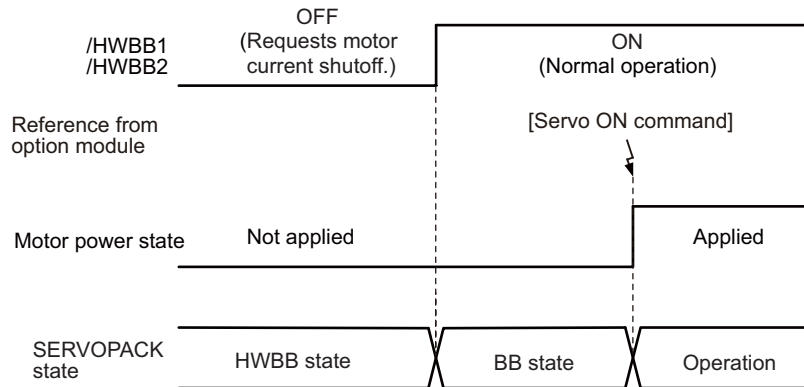 OFF
(Requests motor
current shutoff.)
/HWBB1
/HWBB2
ON
(Normal operation)
Reference from
option module
[Servo ON command]
Motor power state
Not applied
Applied
SERVOPACK
state
HWBB state
BB state
Operation